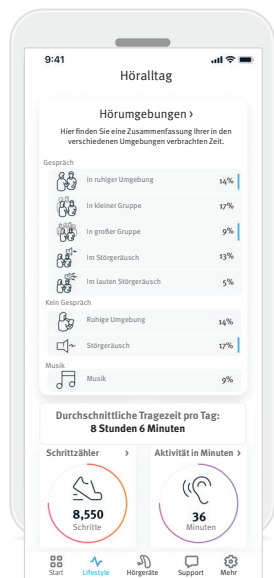 9:41
Höralltag
Hörumgebungen >
Hier finden Sie eine Zusammenfassung Ihrer in den
verschiedenen Umgebungen verbrachten Zeit.
Gespräch
in ruhiger Umgebung 14%
In kleiner Gruppe 17%
In großer Gruppe 9%
Im Störgeräusch 13%
Im lauten Störgeräusch 5%
Kein Gespräch
Ruhige Umgebung 14%
Störgeräusch 17%
Musik
Musik 9%
Durchschnittliche Tragezeit pro Tag:
8 Stunden 6 Minuten
Schrittzähler > Aktivität in Minuten >
8,550 36
Schritte Minuten
Start Lifestyle Hörgeräte Support Mehr